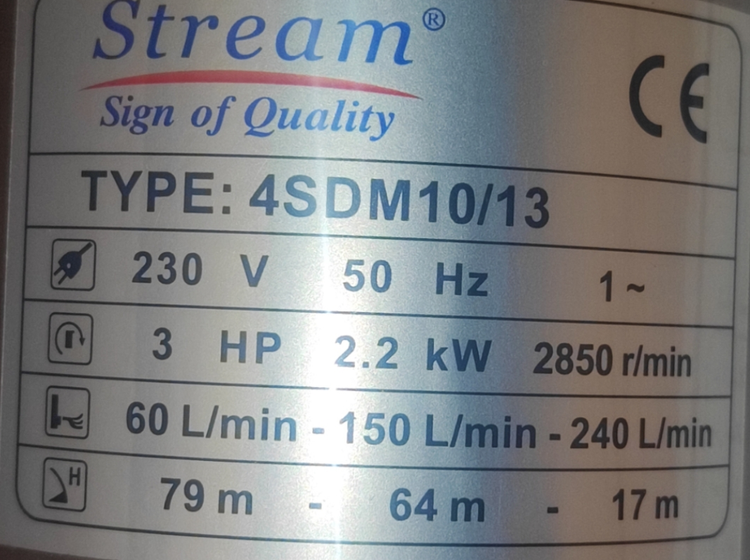 Stream®
Sign of Quality
CE
TYPE: 4SDM10/13
230 V 50 Hz 1~
3 HP 2.2 kW 2850 r/min
60 L/min - 150 L/min - 240 L/min
H
79 m - 64 m - 17 m